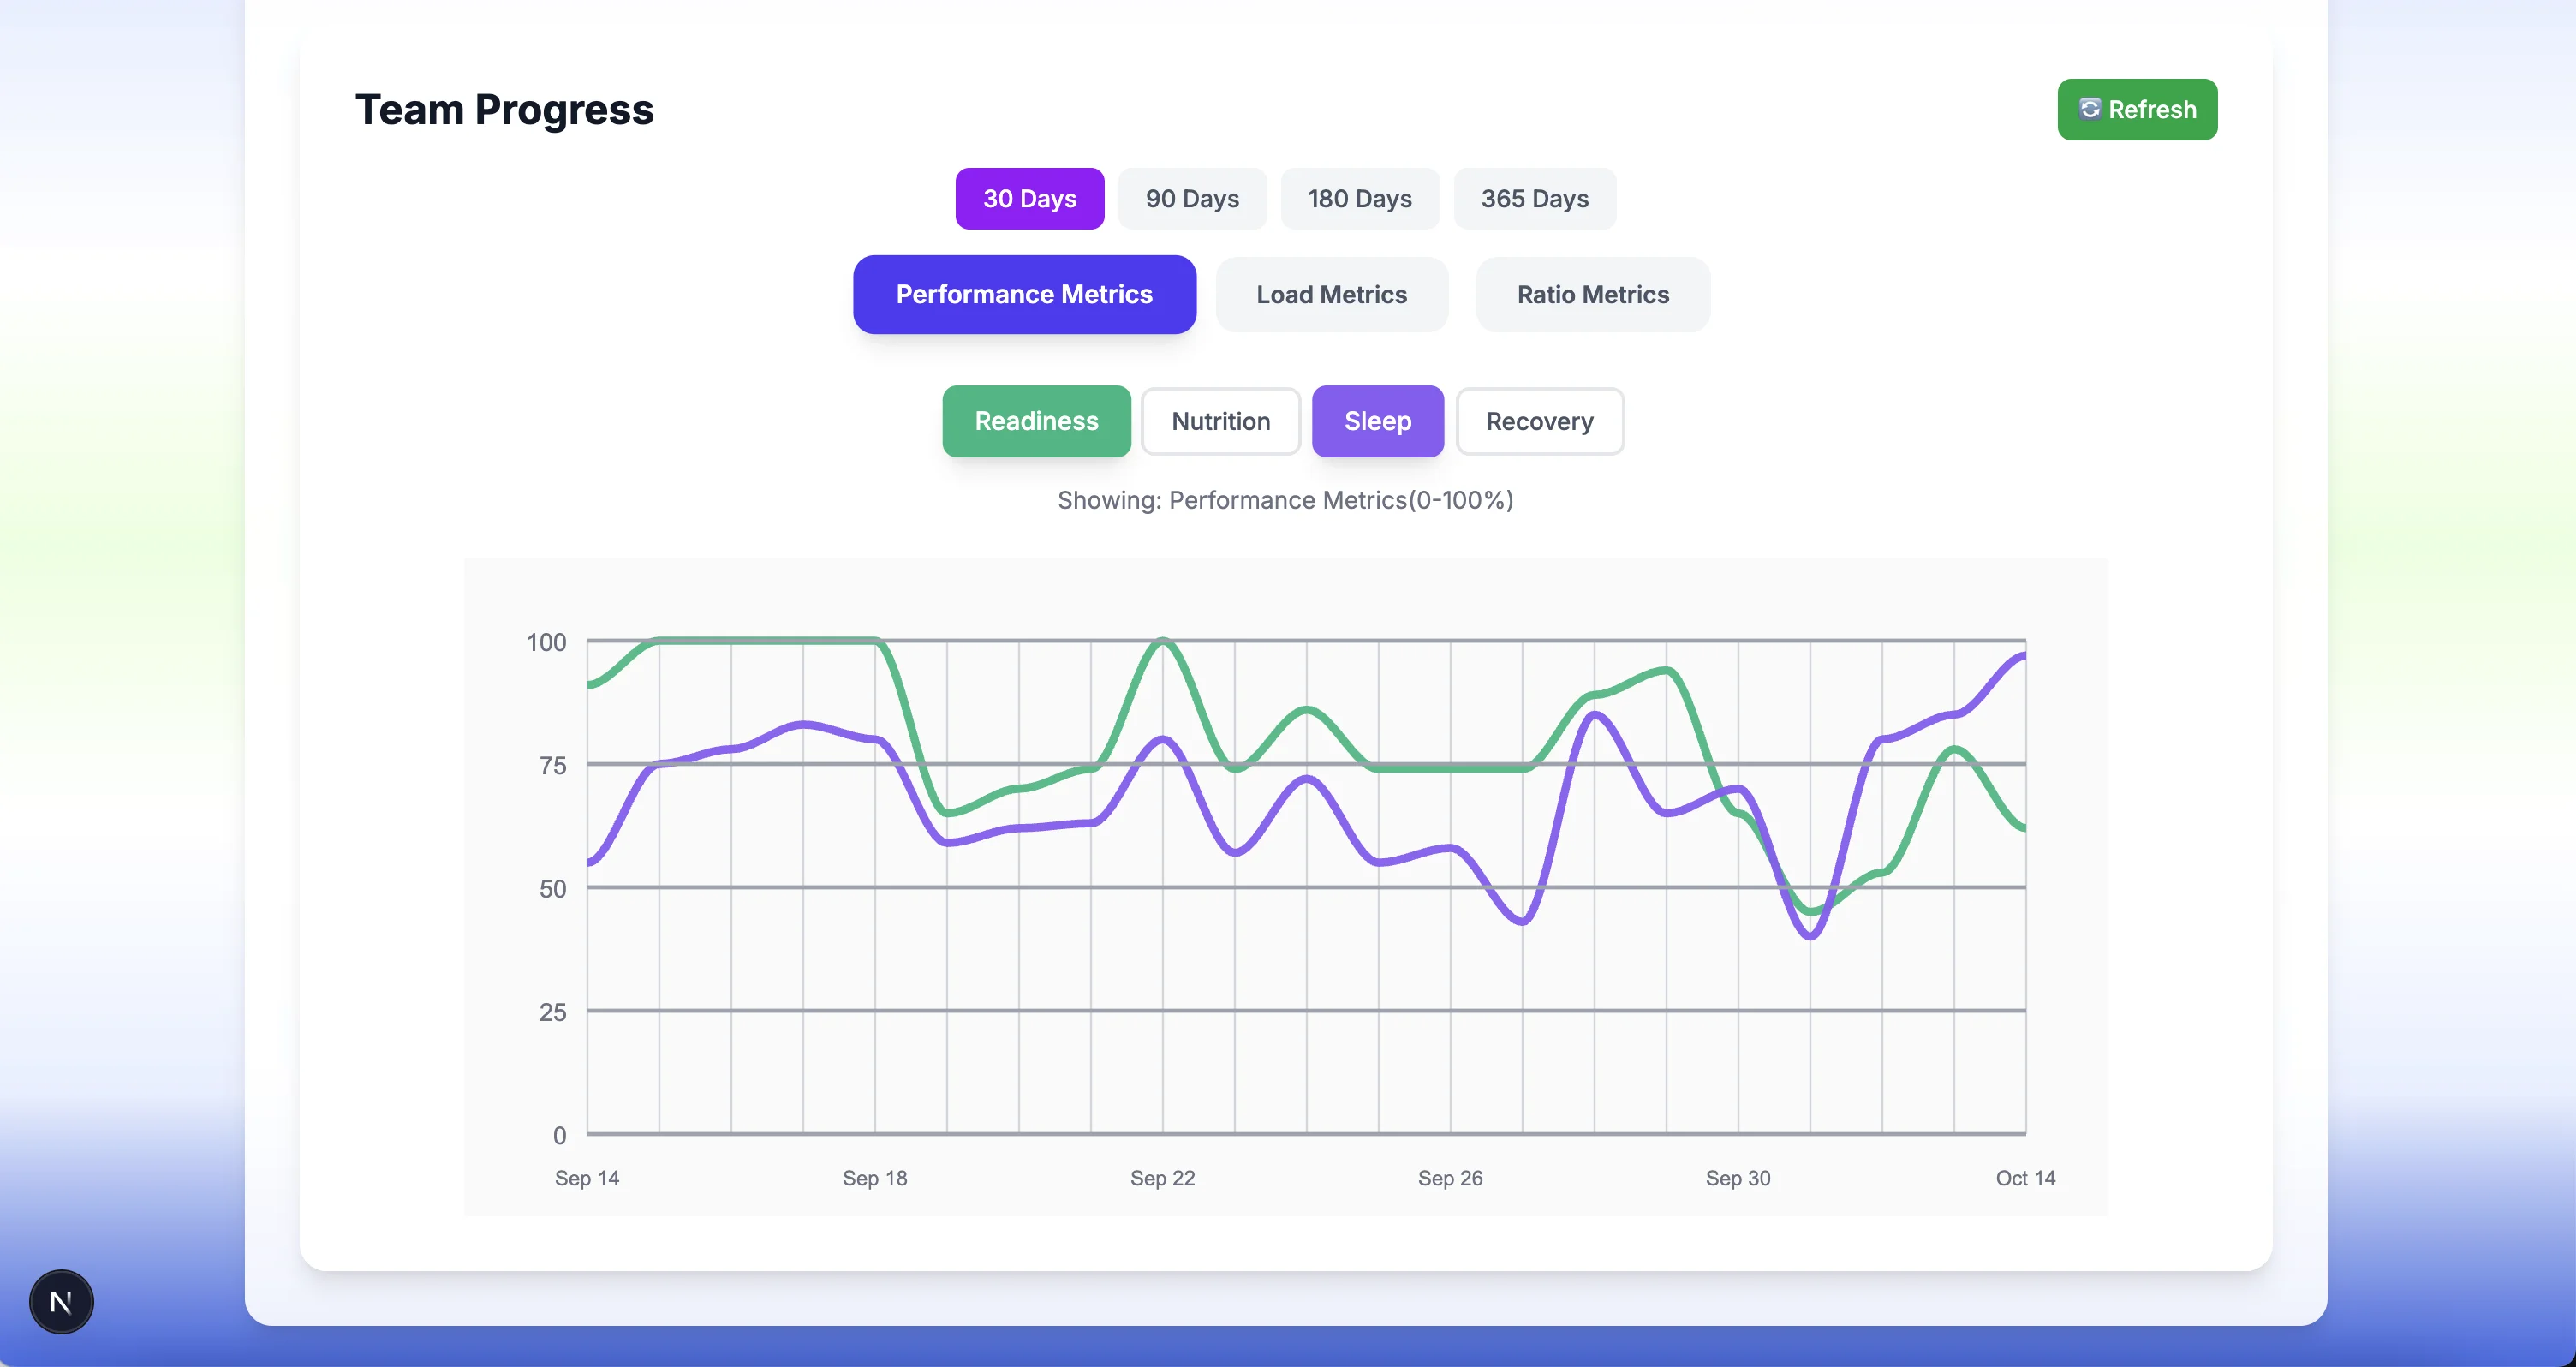 Team Progress
Refresh
30 Days 90 Days 180 Days 365 Days
Performance Metrics Load Metrics Ratio Metrics
Readiness Nutrition Sleep Recovery
Showing: Performance Metrics(0-100%)
100
75
50
25
0
Sep 14 Sep 18 Sep 22 Sep 26 Sep 30 Oct 14
N